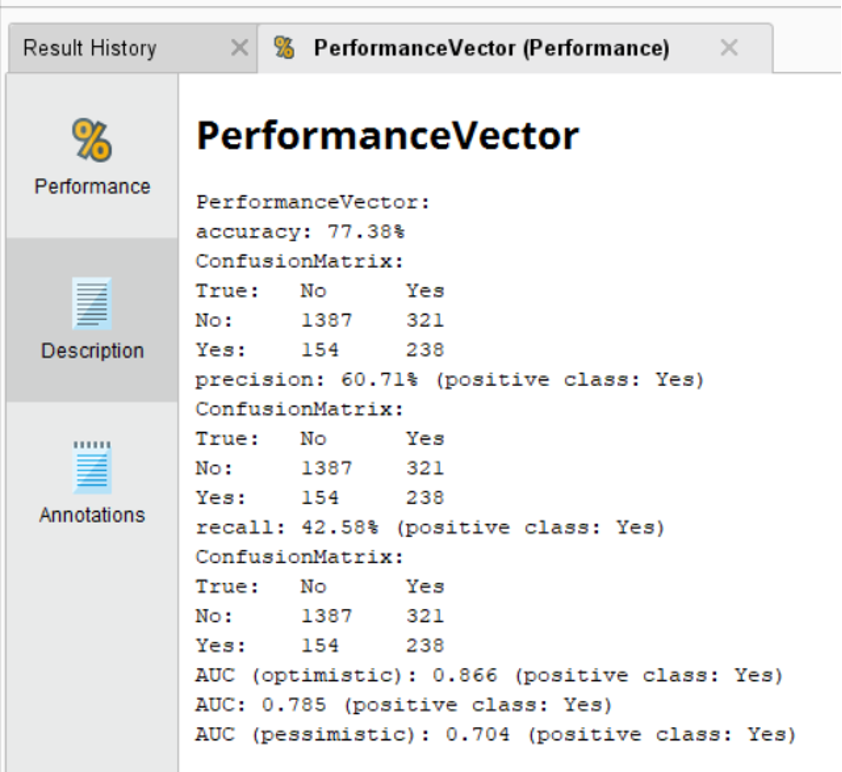 Result History
PerformanceVector (Performance)
Performance
Description
Annotations
PerformanceVector
PerformanceVector:
accuracy: 77.38%
ConfusionMatrix:
True: No Yes
No: 1387 321
Yes: 154 238
precision: 60.71% (positive class: Yes)
ConfusionMatrix:
True: No Yes
No: 1387 321
Yes: 154 238
recall: 42.58% (positive class: Yes)
ConfusionMatrix:
True: No Yes
No: 1387 321
Yes: 154 238
AUC (optimistic): 0.866 (positive class: Yes)
AUC: 0.785 (positive class: Yes)
AUC (pessimistic): 0.704 (positive class: Yes)